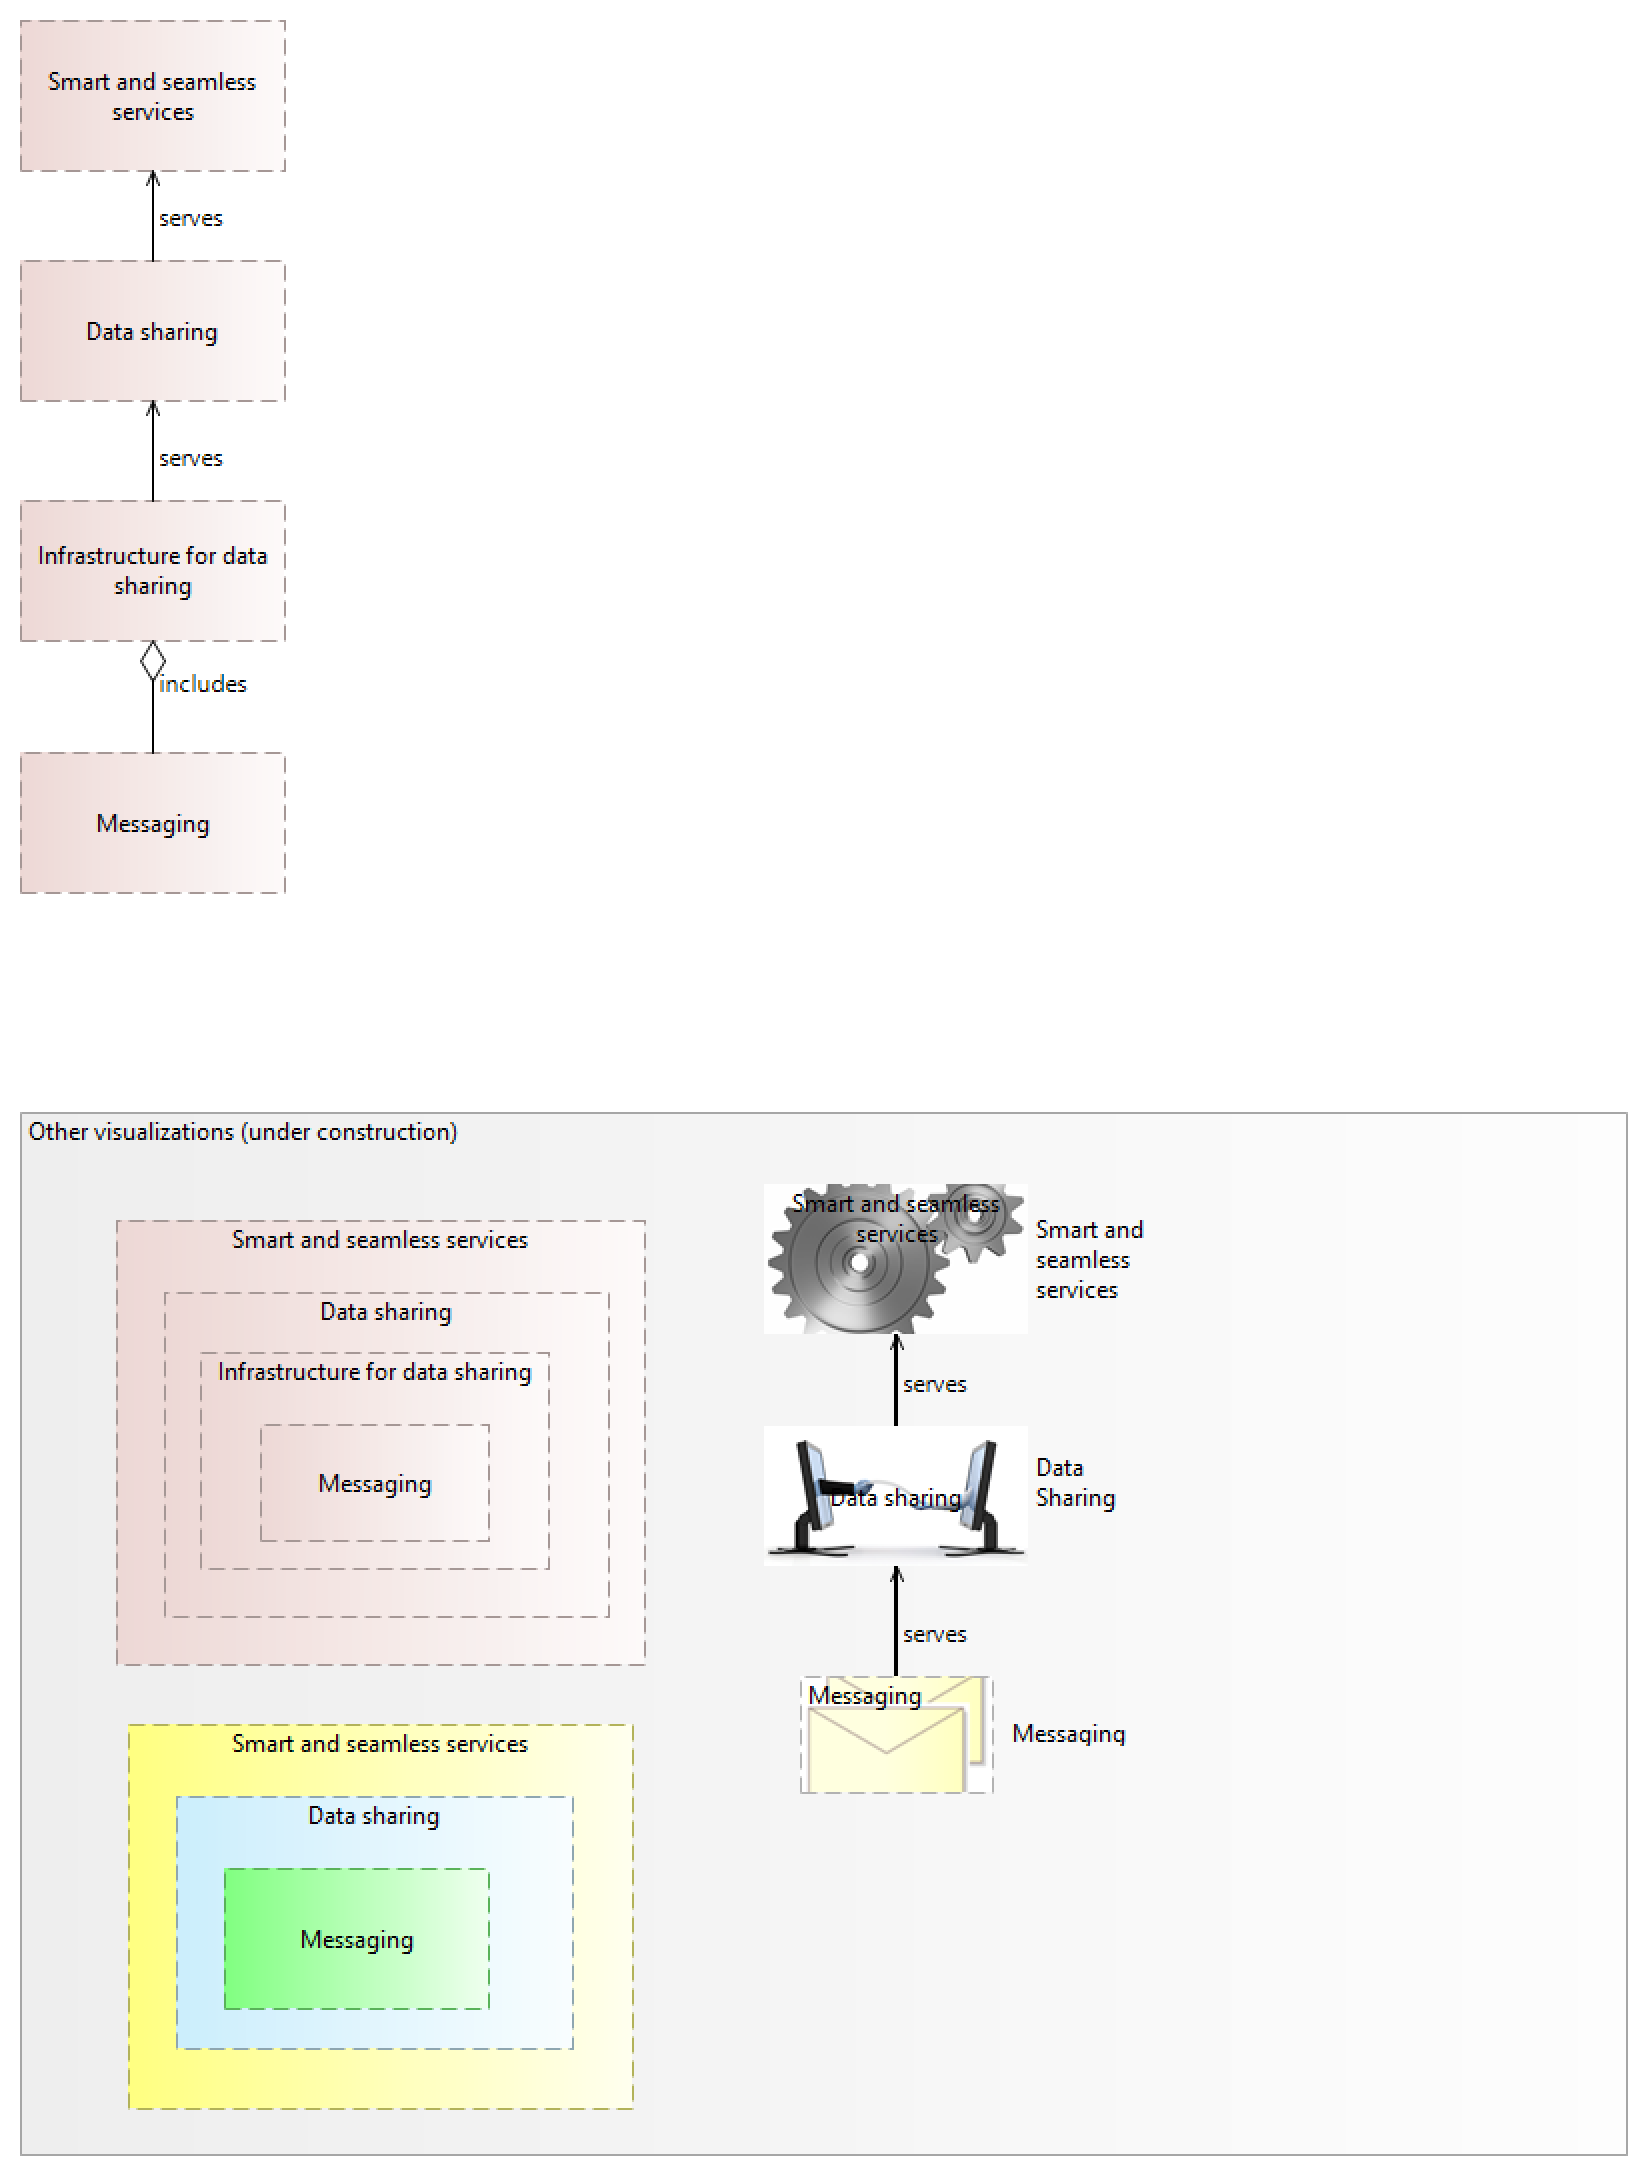 Smart and seamless
services
serves
Data sharing
serves
Infrastructure for data
sharing
includes
Messaging
Other visualizations (under construction)
Smart and seamless services
Data sharing
Infrastructure for data sharing
Messaging
Smart and seamless services
Data sharing
Messaging
Smart and seamless
services
Smart and
seamless
services
serves
Data sharing
Data
Sharing
serves
Messaging
Messaging